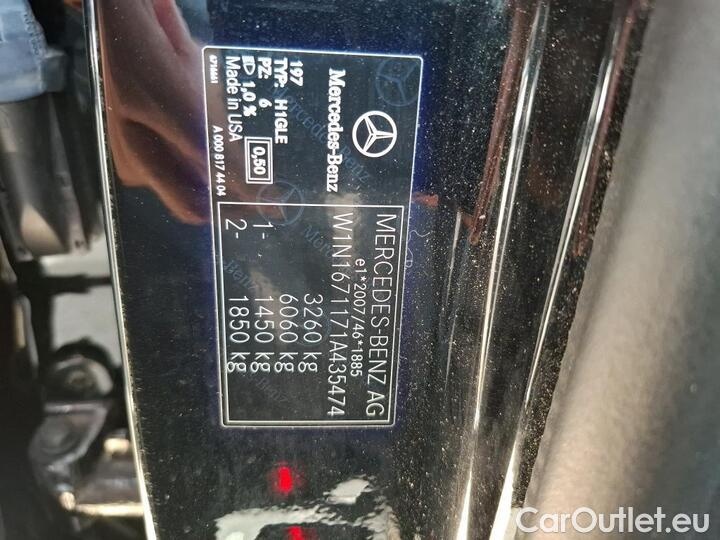 MERCEDES-BENZ AG
e1*2007/46*1885
W1N1671171A435474
3260 kg
6060 kg
1- 1450 kg
2- 1850 kg
Mercedes-Benz
197
TYP: H1GLE
PZ: 6
1,0 % 0,50
Made in USA
A 000 817 44 04
CarOutlet.eu